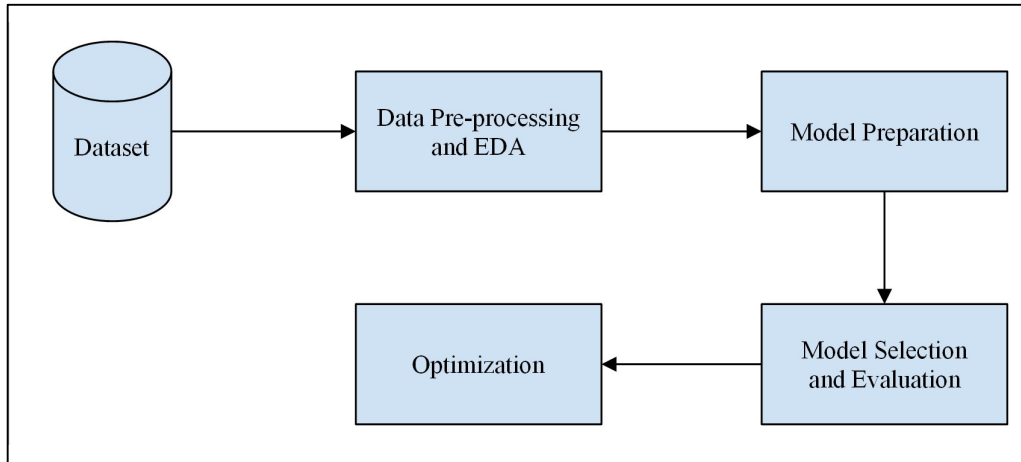 Dataset
Data Pre-processing
and EDA
Model Preparation
Model Selection
and Evaluation
Optimization